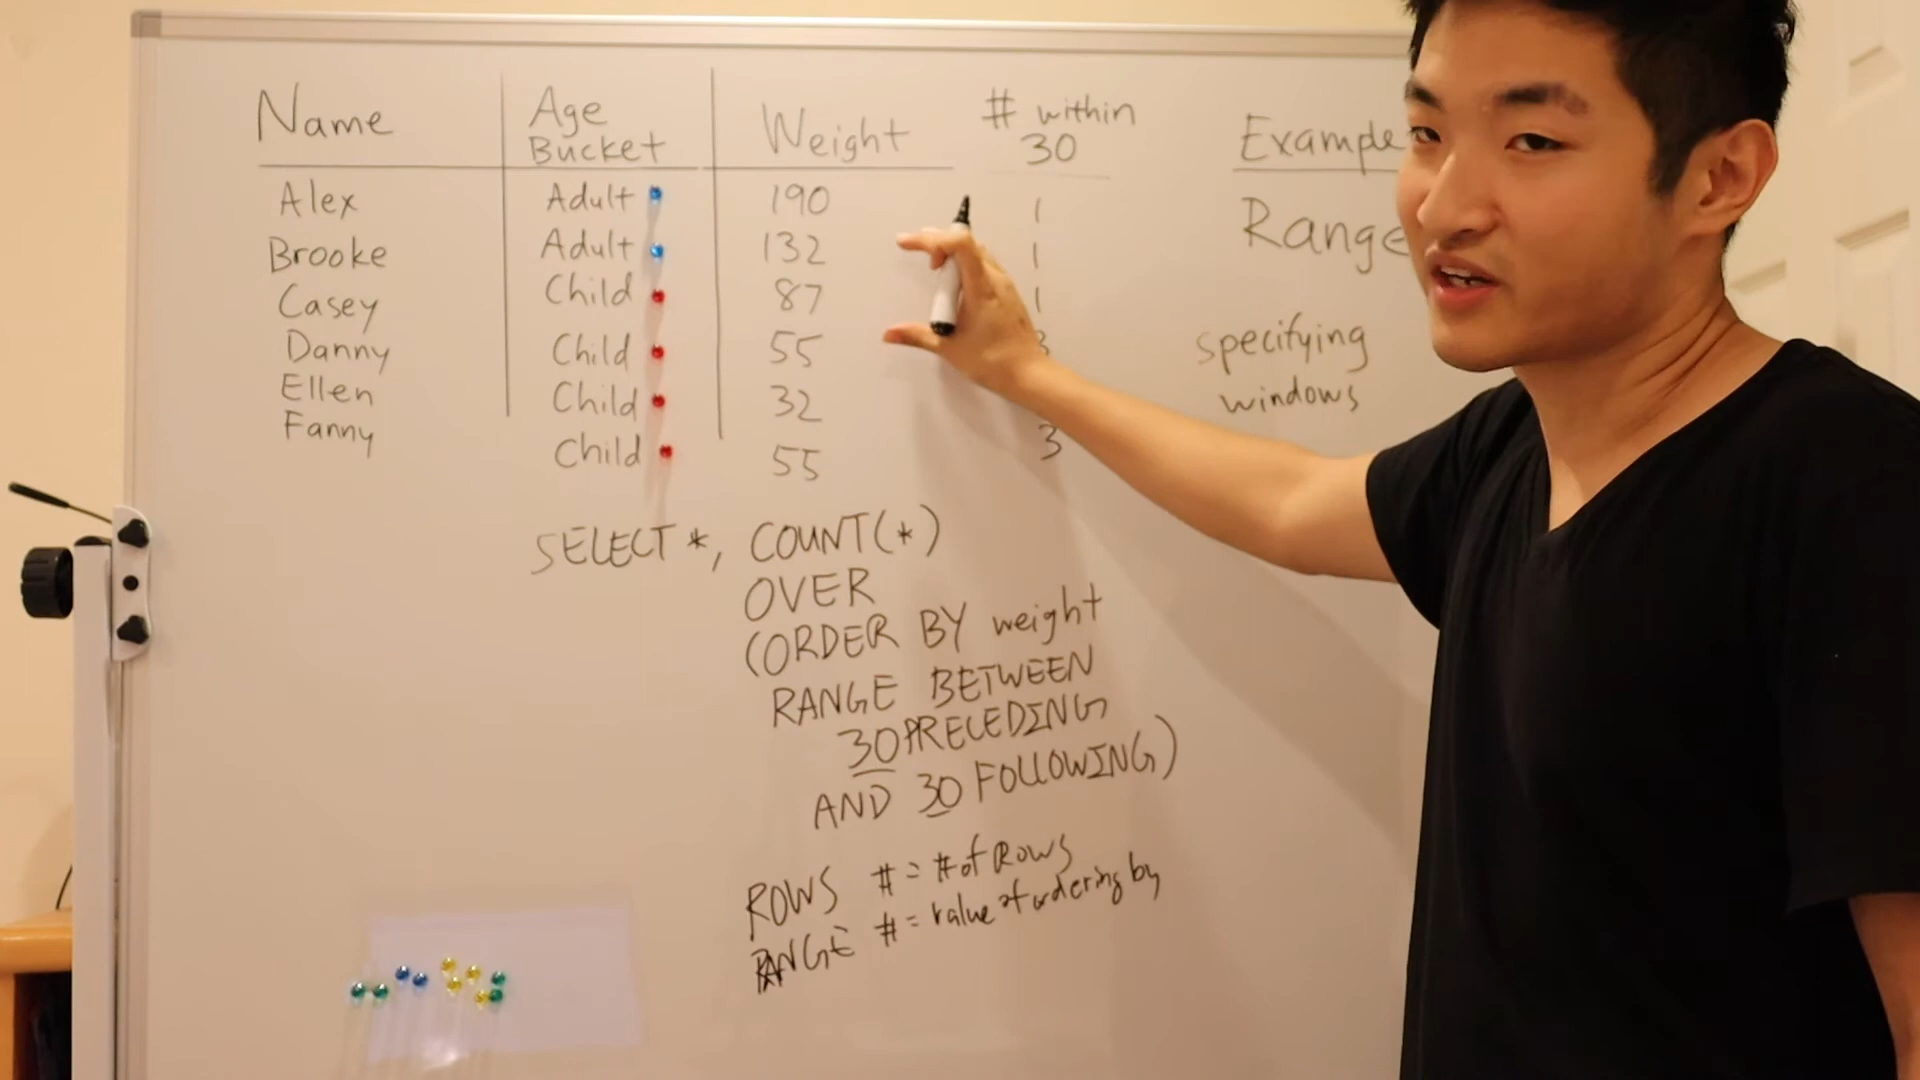 Name Age Bucket Weight # within 30
Alex Adult 190 1
Brooke Adult 132 1
Casey Child 87 1
Danny Child 55 3
Ellen Child 32
Fanny Child 55 3
Example
Range
specifying
windows
SELECT *, COUNT(*)
OVER
(ORDER BY weight
RANGE BETWEEN
30 PRECEDING
AND 30 FOLLOWING)
ROWS # = # of ROWS
RANGE # = value of ordering by